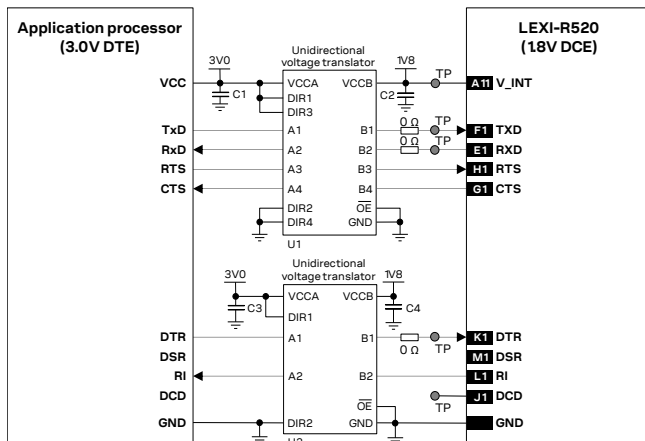 Application processor
(3.0V DTE)
LEXI-R520
(1.8V DCE)
Unidirectional
voltage translator
3V0
1V8
VCC
C1
VCCA
VCCB
C2
TP
A11 V_INT
DIR1
DIR3
TxD
A1
B1
0 Ω
TP
F1 TXD
RxD
A2
B2
0 Ω
TP
E1 RXD
RTS
A3
B3
H1 RTS
CTS
A4
B4
G1 CTS
DIR2
OE
DIR4
GND
U1
Unidirectional
voltage translator
3V0
1V8
VCCA
VCCB
C3
C4
DIR1
DTR
A1
B1
0 Ω
TP
K1 DTR
DSR
M1 DSR
RI
A2
B2
L1 RI
DCD
TP
J1 DCD
OE
GND
DIR2
GND
GND